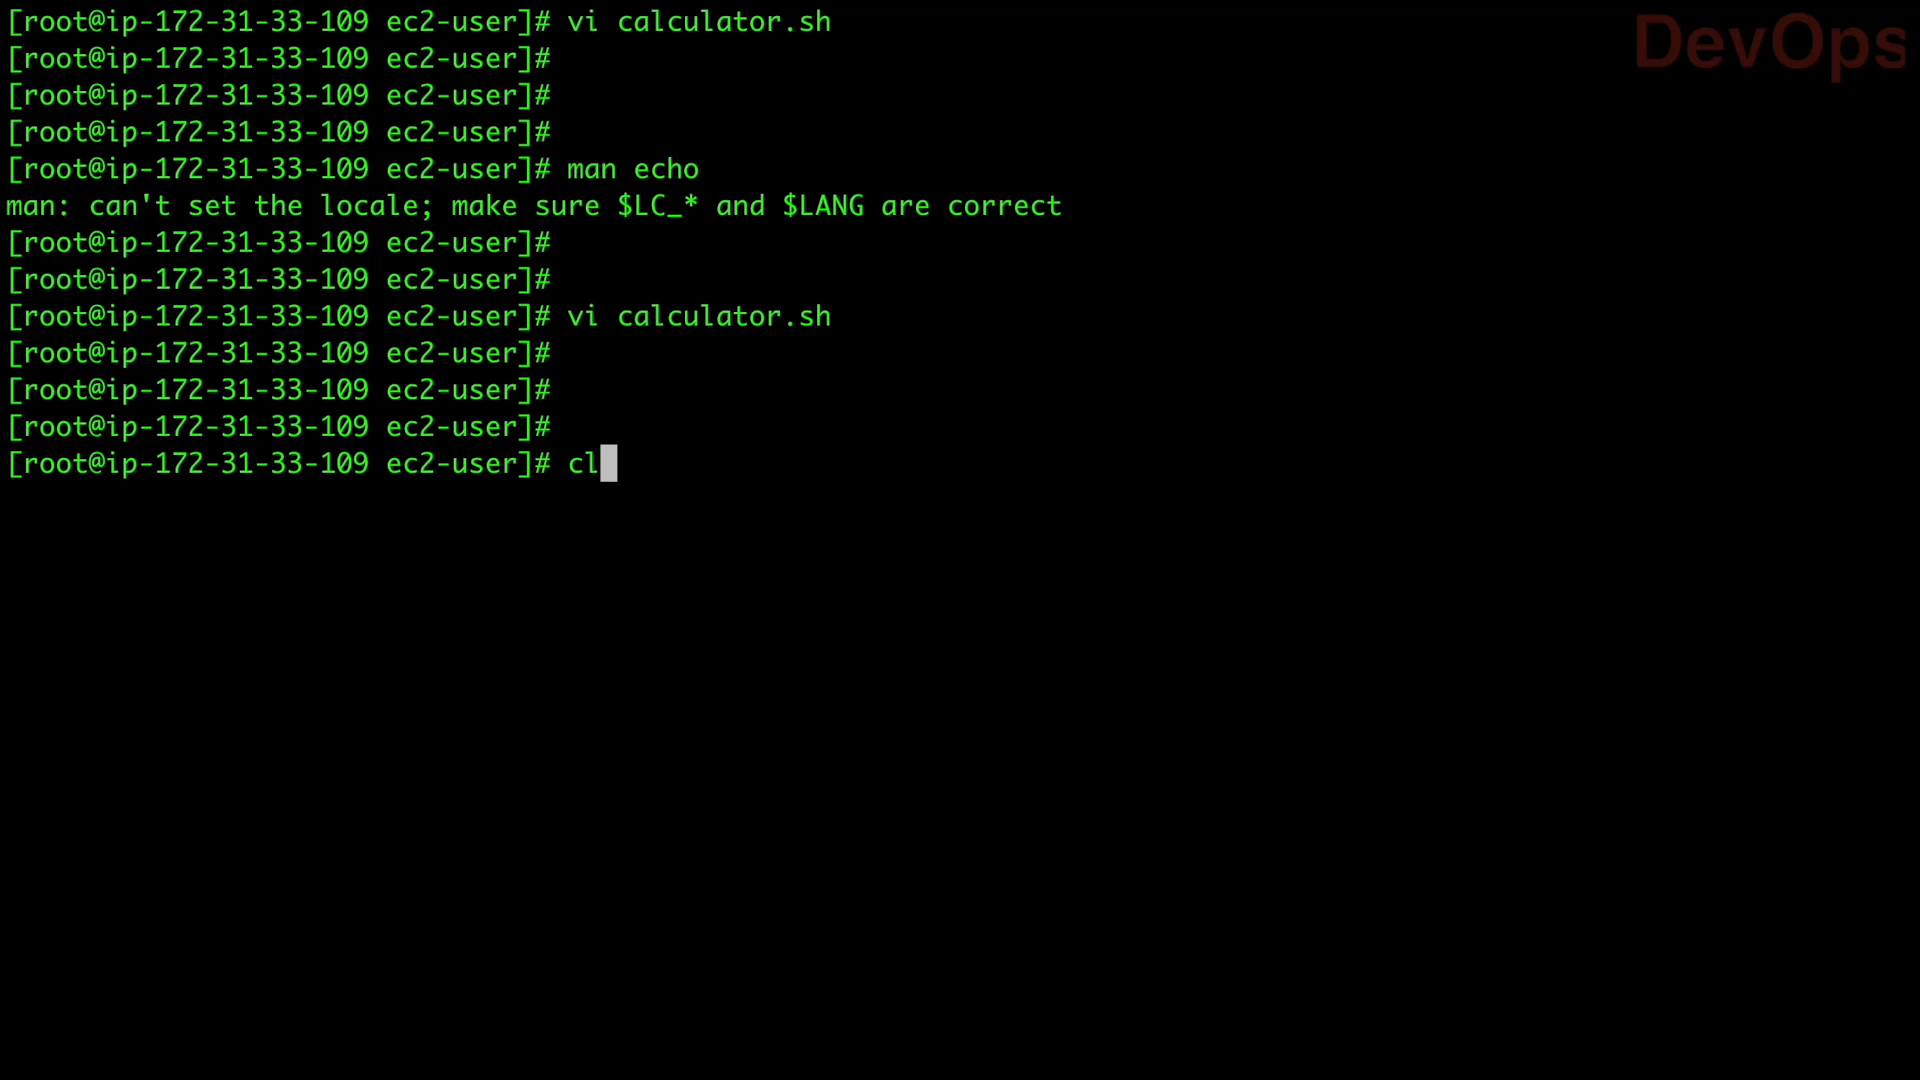 [root@ip-172-31-33-109 ec2-user]# vi calculator.sh
DevOps
[root@ip-172-31-33-109 ec2-user]#
[root@ip-172-31-33-109 ec2-user]#
[root@ip-172-31-33-109 ec2-user]#
[root@ip-172-31-33-109 ec2-user]# man echo
man: can't set the locale; make sure $LC_* and $LANG are correct
[root@ip-172-31-33-109 ec2-user]#
[root@ip-172-31-33-109 ec2-user]#
[root@ip-172-31-33-109 ec2-user]# vi calculator.sh
[root@ip-172-31-33-109 ec2-user]#
[root@ip-172-31-33-109 ec2-user]#
[root@ip-172-31-33-109 ec2-user]#
[root@ip-172-31-33-109 ec2-user]# cl